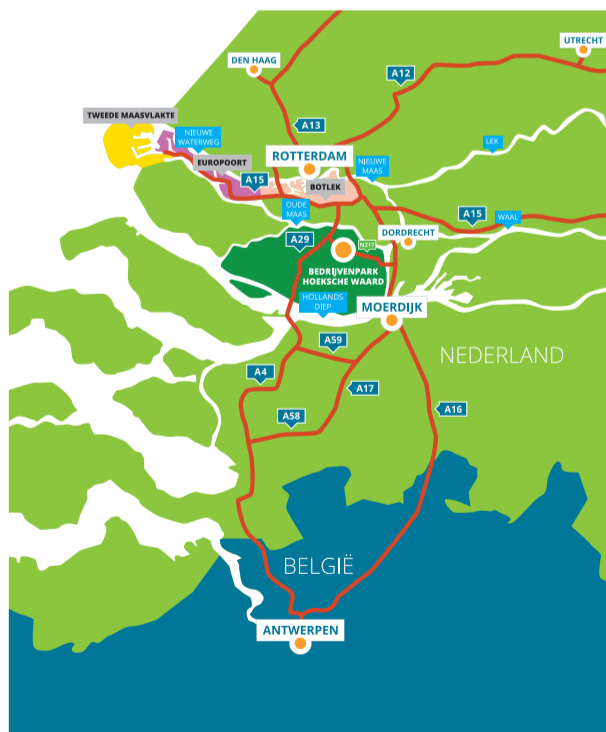 UTRECHT
DEN HAAG
A12
TWEEDE MAASVLAKTE
A13
NIEUWE
WATERWEG
LEK
ROTTERDAM
EUROPOORT
NIEUWE
MAAS
A15
BOTLEK
OUDE
MAAS
A15
WAAL
DORDRECHT
A29
N217
BEDRIJVENPARK
HOEKSCHE WAARD
HOLLANDS
DIEP
MOERDIJK
A59
NEDERLAND
A4
A17
A16
A58
BELGIË
ANTWERPEN